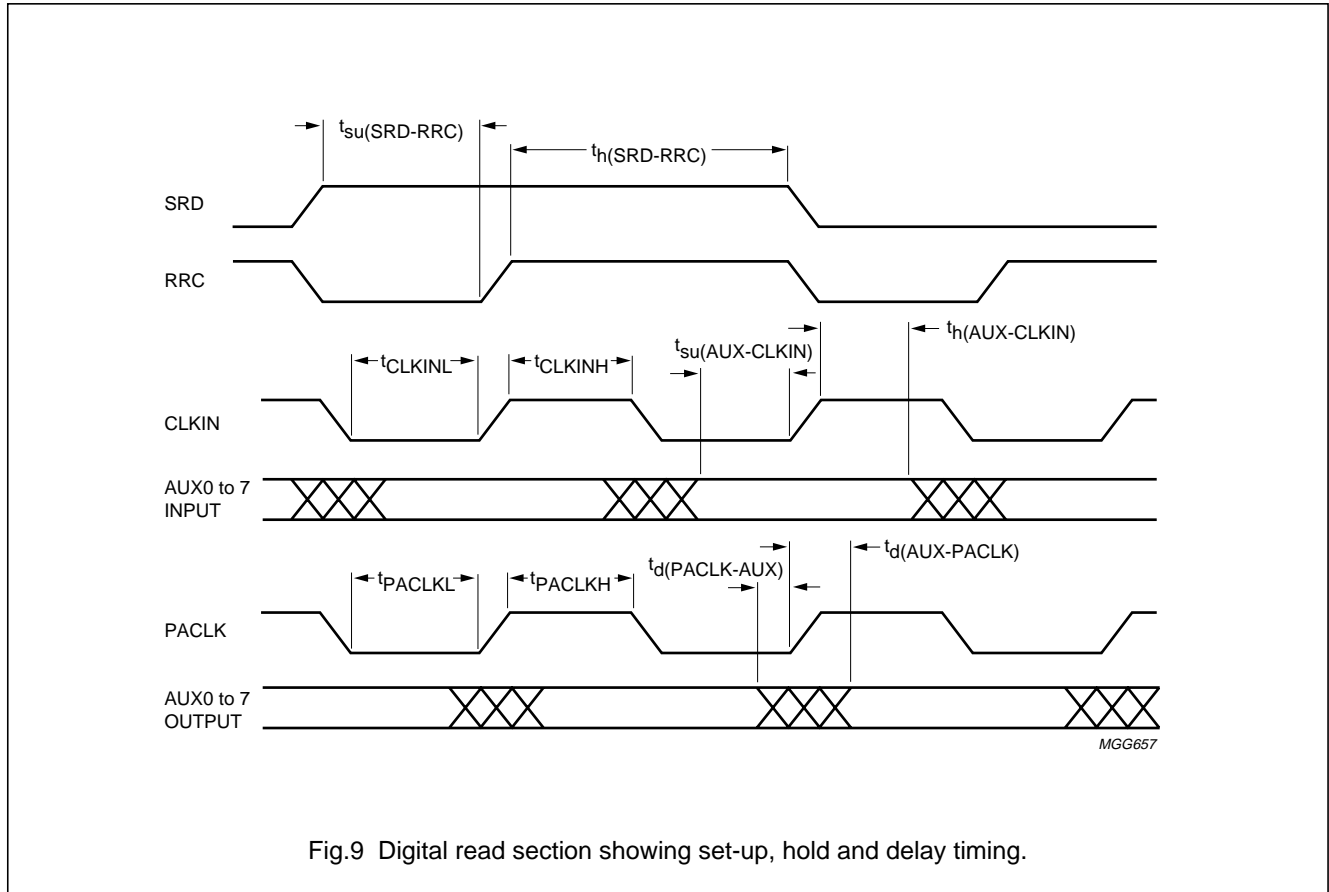 tsu(SRD-RRC)
th(SRD-RRC)
SRD
RRC
th(AUX-CLKIN)
tsu(AUX-CLKIN)
tCLKINL
tCLKINH
CLKIN
AUX0 to 7
INPUT
td(AUX-PACLK)
td(PACLK-AUX)
tPACLKL
tPACLKH
PACLK
AUX0 to 7
OUTPUT
MGG657
Fig.9 Digital read section showing set-up, hold and delay timing.